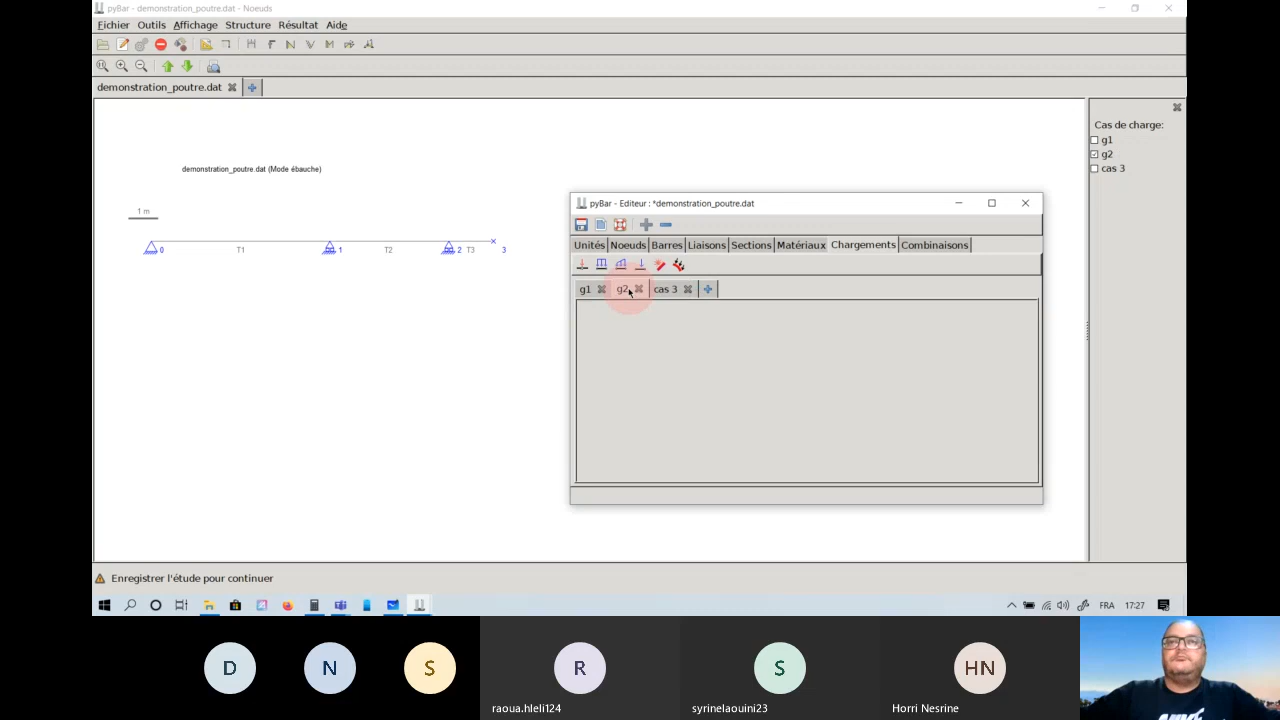 pyBar - demonstration_poutre.dat - Noeuds
Fichier Outils Affichage Structure Résultat Aide
demonstration_poutre.dat
demonstration_poutre.dat (Mode ébauche)
1 m
0 T1 1 T2 2 T3 3
Cas de charge:
g1
g2
cas 3
pyBar - Editeur : *demonstration_poutre.dat
Unités Noeuds Barres Liaisons Sections Matériaux Chargements Combinaisons
g1 g2 cas 3
Enregistrer l'étude pour continuer
FRA 17:27
D N S R S HN
raoua.hleli124 syrinelaouini23 Horri Nesrine